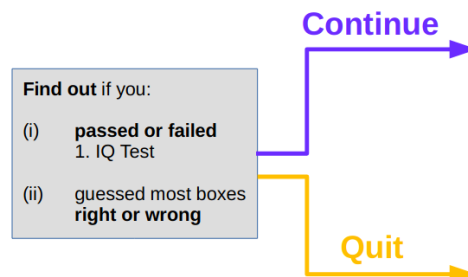 Continue
Find out if you:
(i) passed or failed
1. IQ Test
(ii) guessed most boxes
right or wrong
Quit